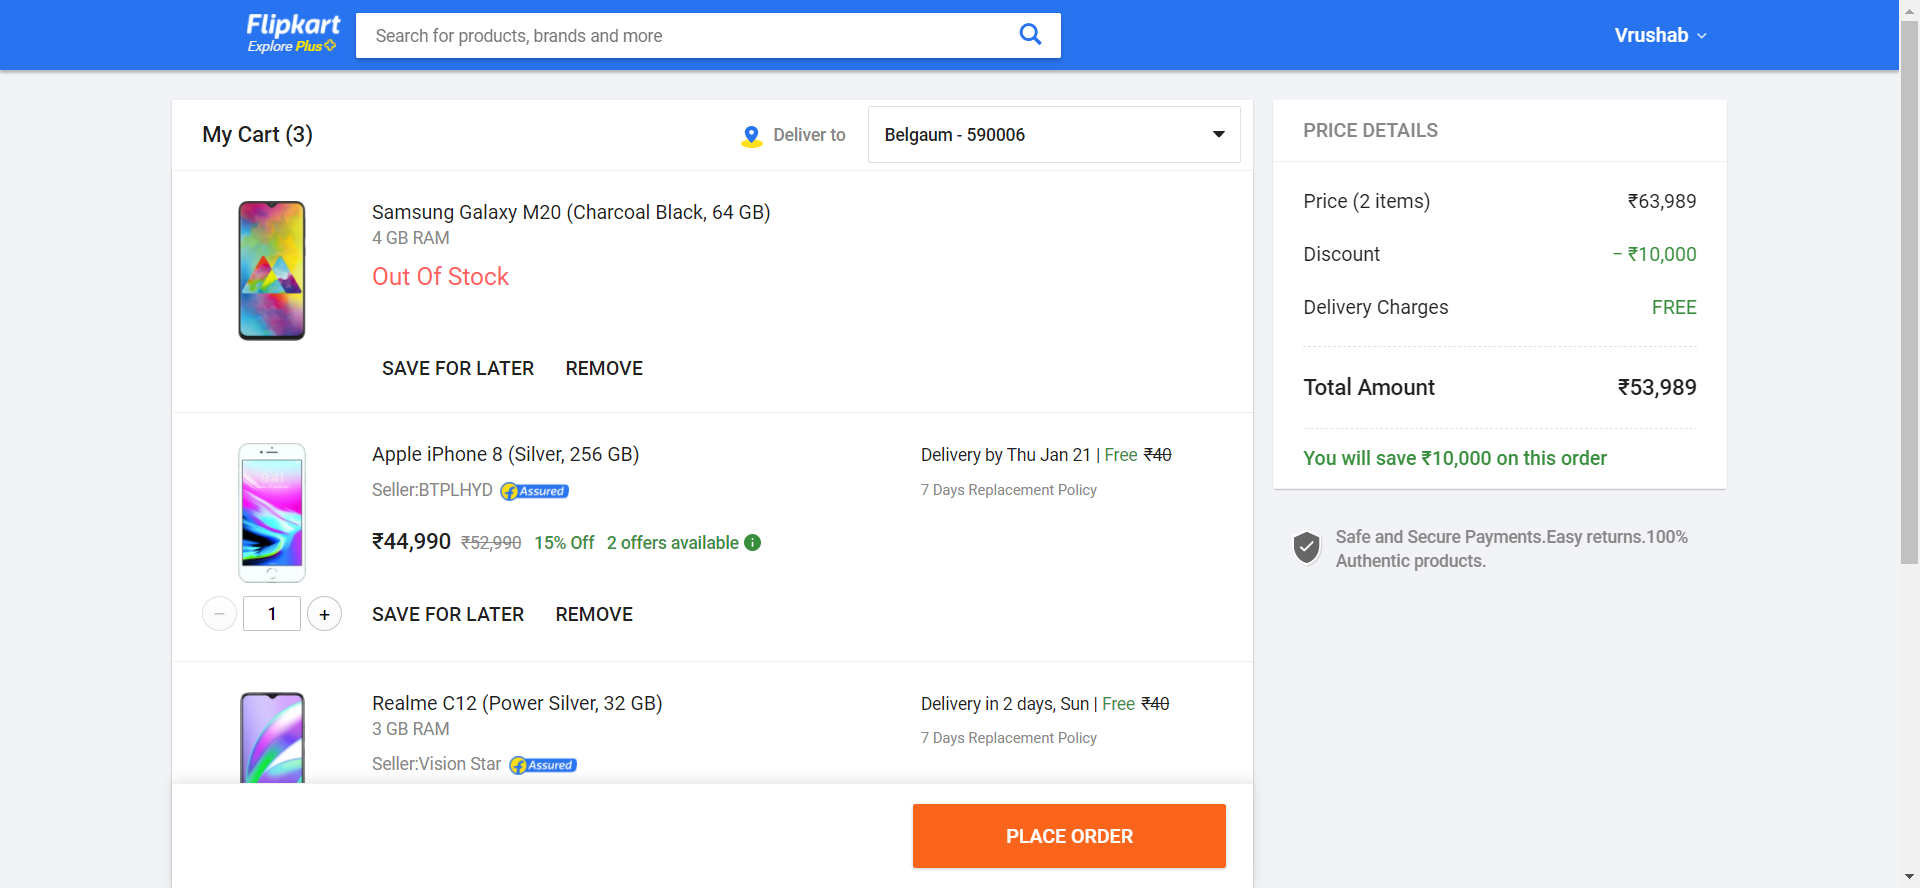 Flipkart
Explore Plus
Search for products, brands and more
Vrushab
My Cart (3)
Deliver to
Belgaum - 590006
Samsung Galaxy M20 (Charcoal Black, 64 GB)
4 GB RAM
Out Of Stock
SAVE FOR LATER REMOVE
Apple iPhone 8 (Silver, 256 GB)
Seller:BTPLHYD
Assured
₹44,990 ₹52,990 15% Off 2 offers available
Delivery by Thu Jan 21 | Free ₹40
7 Days Replacement Policy
1
SAVE FOR LATER REMOVE
Realme C12 (Power Silver, 32 GB)
3 GB RAM
Seller:Vision Star
Assured
Delivery in 2 days, Sun | Free ₹40
7 Days Replacement Policy
PLACE ORDER
PRICE DETAILS
Price (2 items) ₹63,989
Discount − ₹10,000
Delivery Charges FREE
Total Amount ₹53,989
You will save ₹10,000 on this order
Safe and Secure Payments.Easy returns.100%
Authentic products.